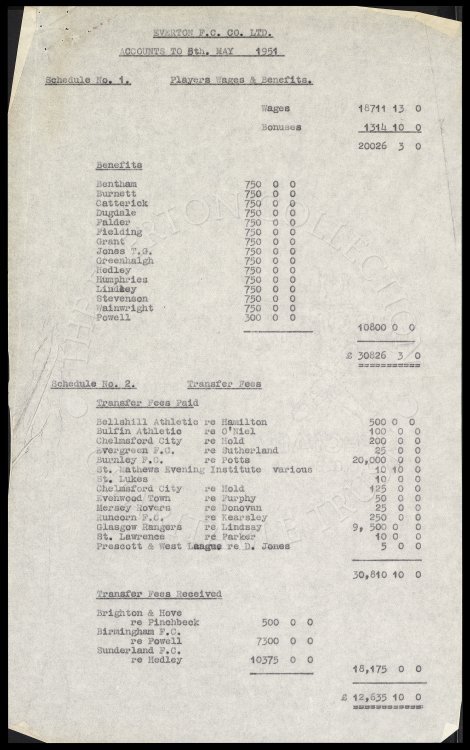 EVERTON F.C. CO. LTD.
ACCOUNTS TO 8th. MAY 1951
Schedule No. 1. Players Wages & Benefits.
Wages 18711 13 0
Bonuses 1314 10 0
20026 3 0
Benefits
Bentham 750 0 0
Burnett 750 0 0
Catterick 750 0 0
Dugdale 750 0 0
Falder 750 0 0
Fielding 750 0 0
Grant 750 0 0
Jones T.G. 750 0 0
Greenhalgh 750 0 0
Hedley 750 0 0
Humphries 750 0 0
Lindley 750 0 0
Stevenson 750 0 0
Wainwright 750 0 0
Powell 300 0 0
10800 0 0
£ 30826 3 0
Schedule No. 2. Transfer Fees
Transfer Fees Paid
Bellshill Athletic re Hamilton 500 0 0
Bulfin Athletic re O'Niel 100 0 0
Chelmsford City re Hold 200 0 0
Evergreen F.C. re Sutherland 25 0 0
Burnley F.C. re Potts 20,000 0 0
St. Mathews Evening Institute various 10 10 0
St. Lukes 10 0 0
Chelmsford City re Hold 125 0 0
Evenwood Town re Furphy 50 0 0
Mersey Rovers re Donovan 25 0 0
Runcorn F.C. re Kearsley 250 0 0
Glasgow Rangers re Lindsay 9,500 0 0
St. Lawrence re Parker 10 0 0
Prescott & West League re D. Jones 5 0 0
30,810 10 0
Transfer Fees Received
Brighton & Hove
re Pinchbeck 500 0 0
Birmingham F.C.
re Powell 7300 0 0
Sunderland F.C.
re Hedley 10375 0 0
18,175 0 0
£ 12,635 10 0